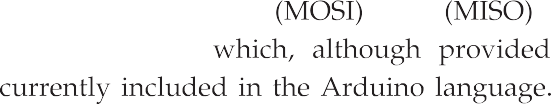 (MOSI) (MISO)
which, although provided
currently included in the Arduino language.